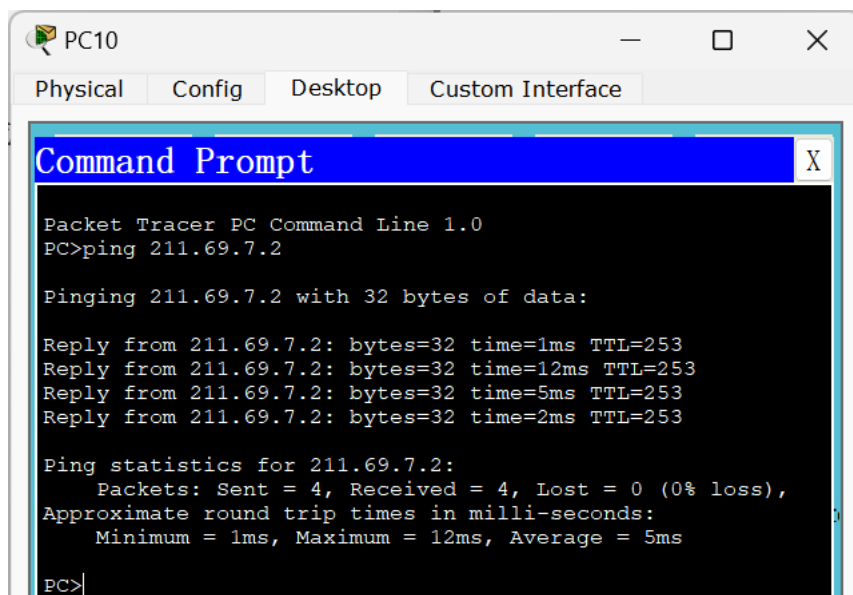 PC10
Physical Config Desktop Custom Interface
Command Prompt X
Packet Tracer PC Command Line 1.0
PC>ping 211.69.7.2
Pinging 211.69.7.2 with 32 bytes of data:
Reply from 211.69.7.2: bytes=32 time=1ms TTL=253
Reply from 211.69.7.2: bytes=32 time=12ms TTL=253
Reply from 211.69.7.2: bytes=32 time=5ms TTL=253
Reply from 211.69.7.2: bytes=32 time=2ms TTL=253
Ping statistics for 211.69.7.2:
Packets: Sent = 4, Received = 4, Lost = 0 (0% loss),
Approximate round trip times in milli-seconds:
Minimum = 1ms, Maximum = 12ms, Average = 5ms
PC>